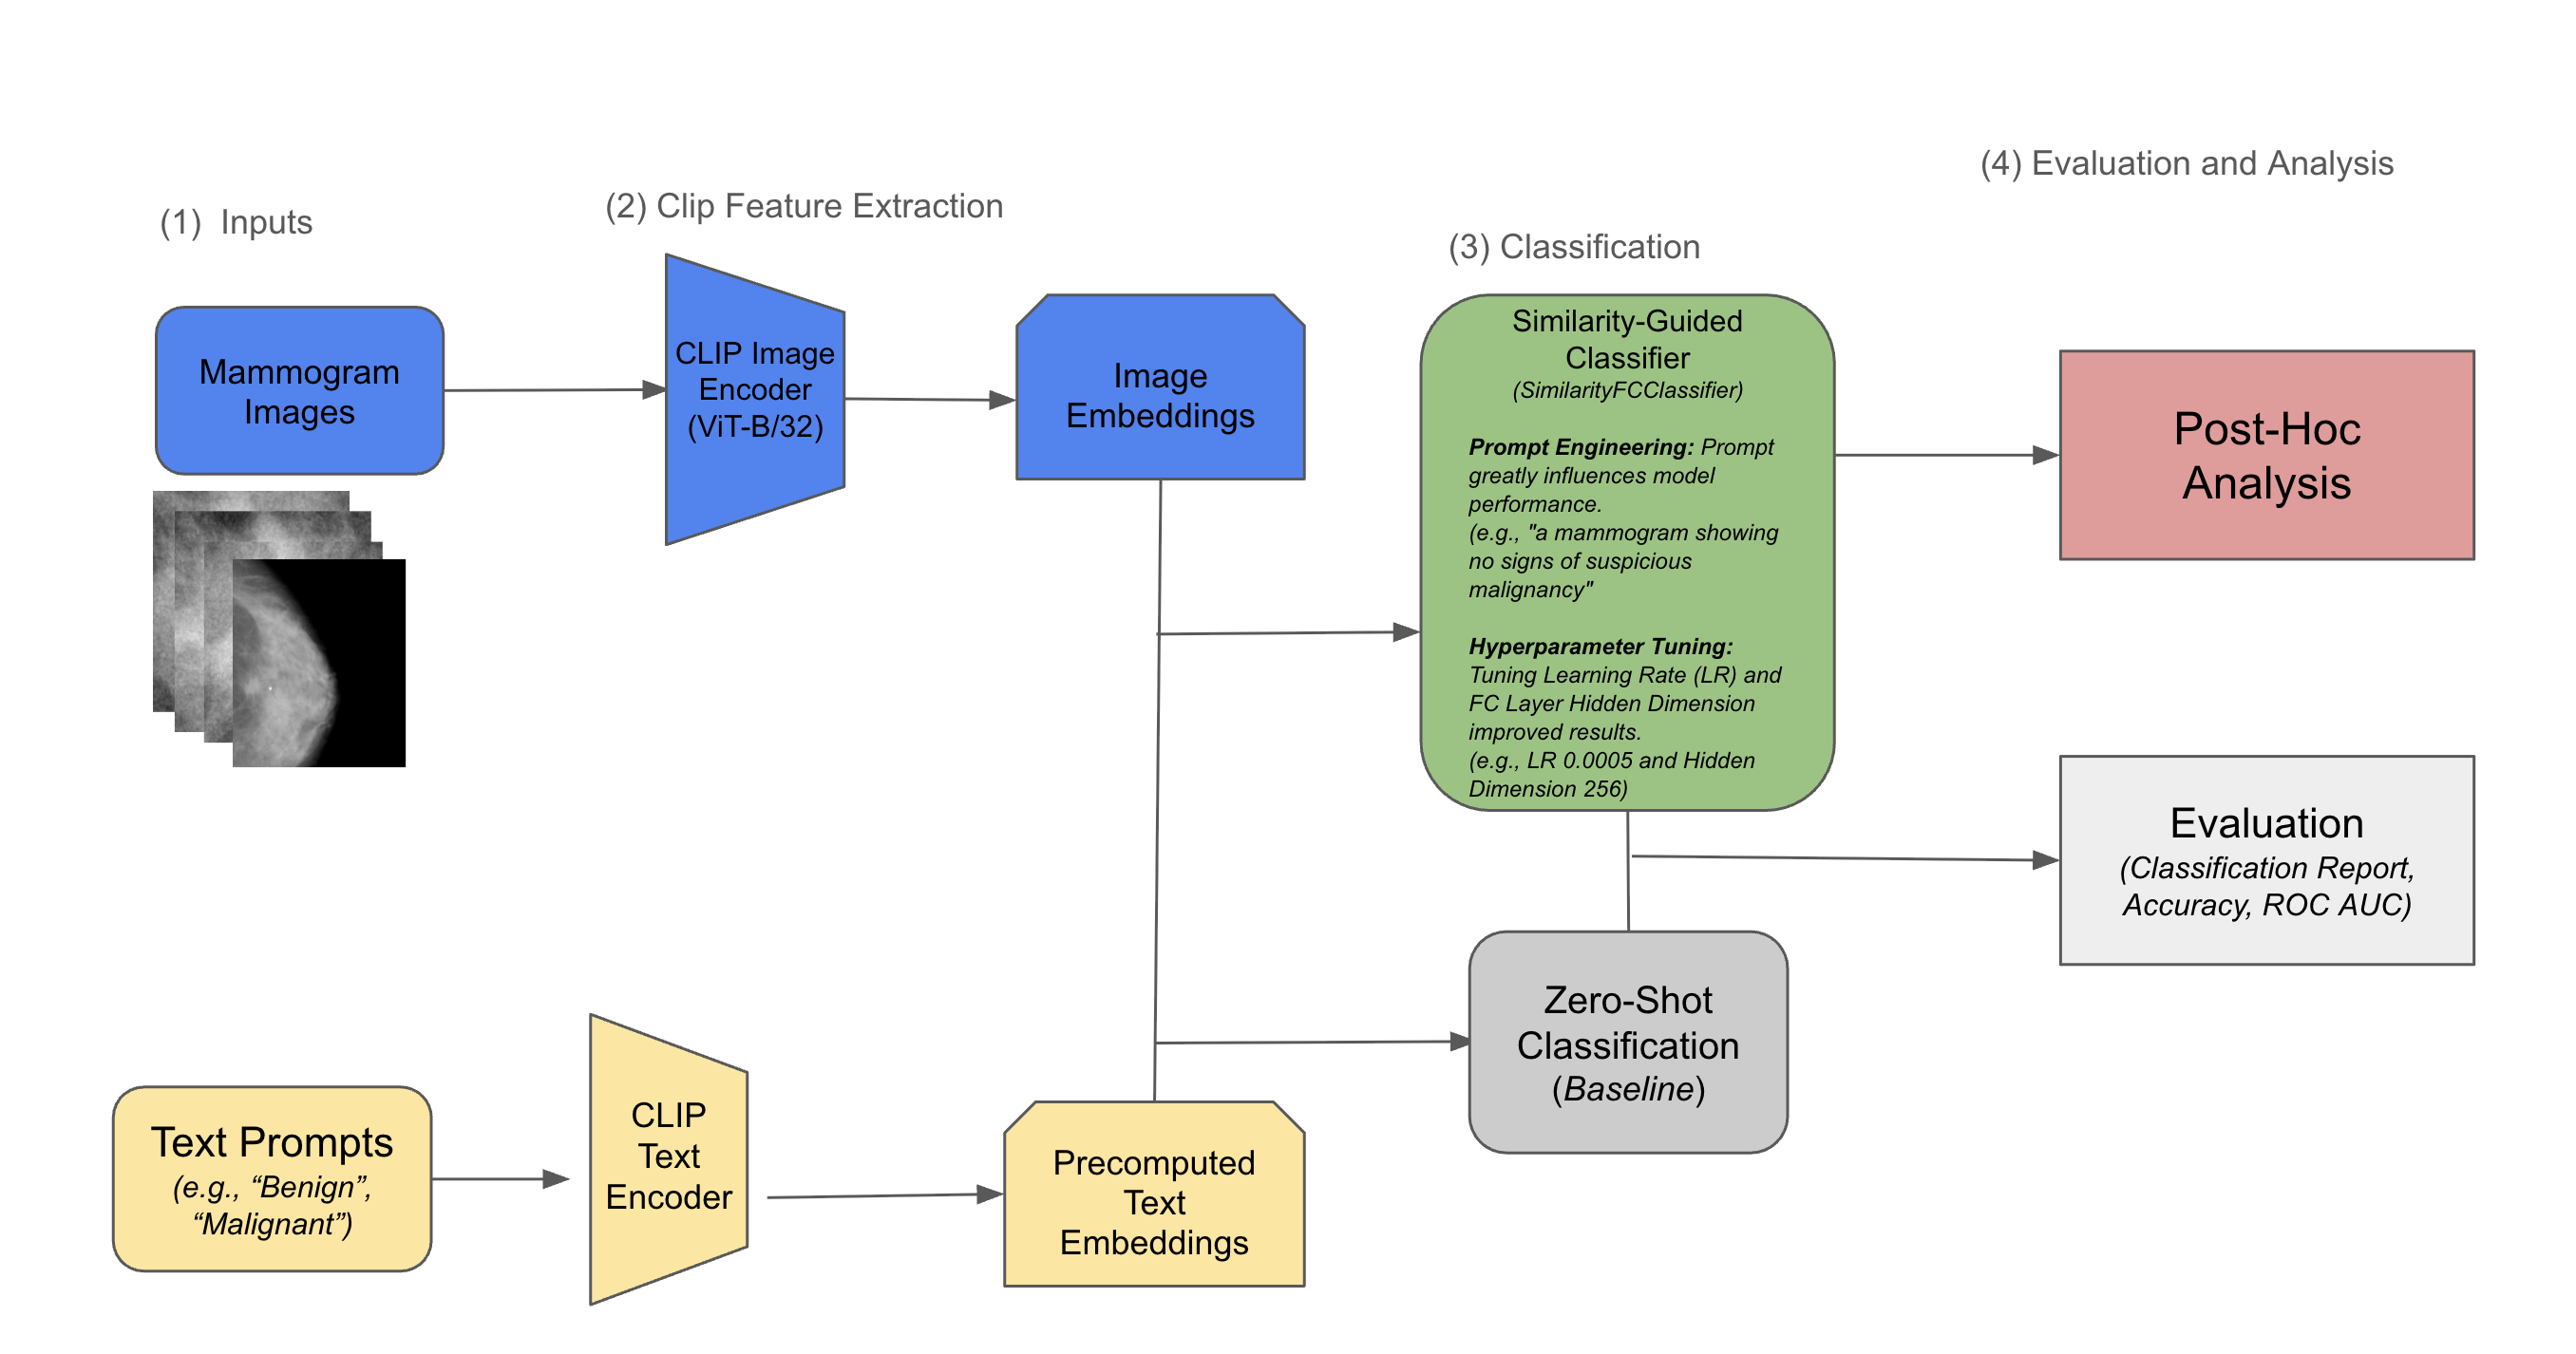 (1)  Inputs
Mammogram
Images
Text Prompts
(e.g., “Benign”,
“Malignant”)
(2) Clip Feature Extraction
CLIP Image
Encoder
(ViT-B/32)
Image
Embeddings
CLIP
Text
Encoder
Precomputed
Text
Embeddings
(3) Classification
Similarity-Guided
Classifier
(SimilarityFCClassifier)
Prompt Engineering: Prompt
greatly influences model
performance.
(e.g., "a mammogram showing
no signs of suspicious
malignancy"
Hyperparameter Tuning:
Tuning Learning Rate (LR) and
FC Layer Hidden Dimension
improved results.
(e.g., LR 0.0005 and Hidden
Dimension 256)
Zero-Shot
Classification
(Baseline)
(4) Evaluation and Analysis
Post-Hoc
Analysis
Evaluation
(Classification Report,
Accuracy, ROC AUC)